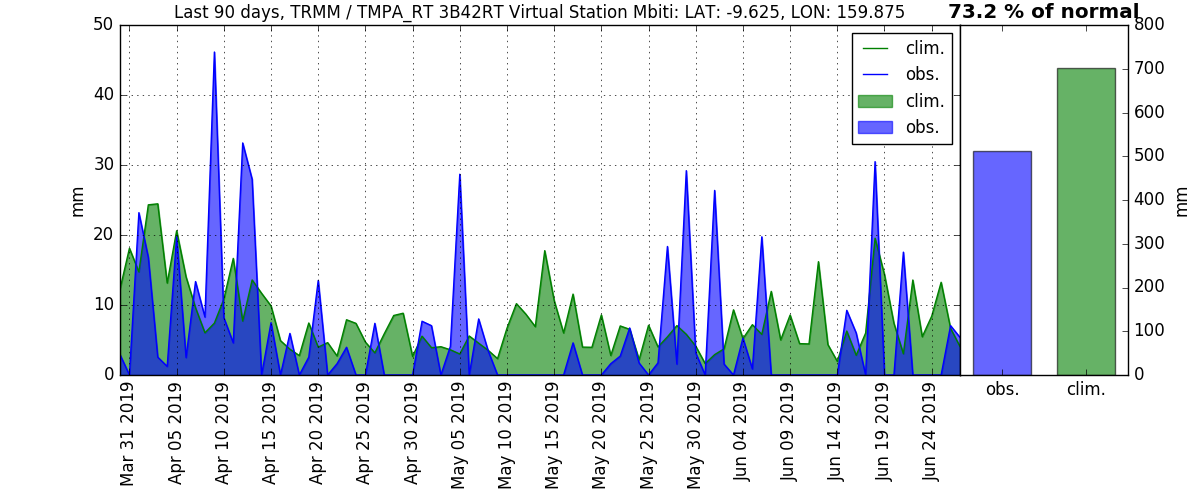 Last 90 days, TRMM / TMPA_RT 3B42RT Virtual Station Mbiti: LAT: -9.625, LON: 159.875
73.2 % of normal
50
40
30
20
10
0
mm
clim.
obs.
clim.
obs.
Mar 31 2019
Apr 05 2019
Apr 10 2019
Apr 15 2019
Apr 20 2019
Apr 25 2019
Apr 30 2019
May 05 2019
May 10 2019
May 15 2019
May 20 2019
May 25 2019
May 30 2019
Jun 04 2019
Jun 09 2019
Jun 14 2019
Jun 19 2019
Jun 24 2019
800
700
600
500
400
300
200
100
0
mm
obs.
clim.